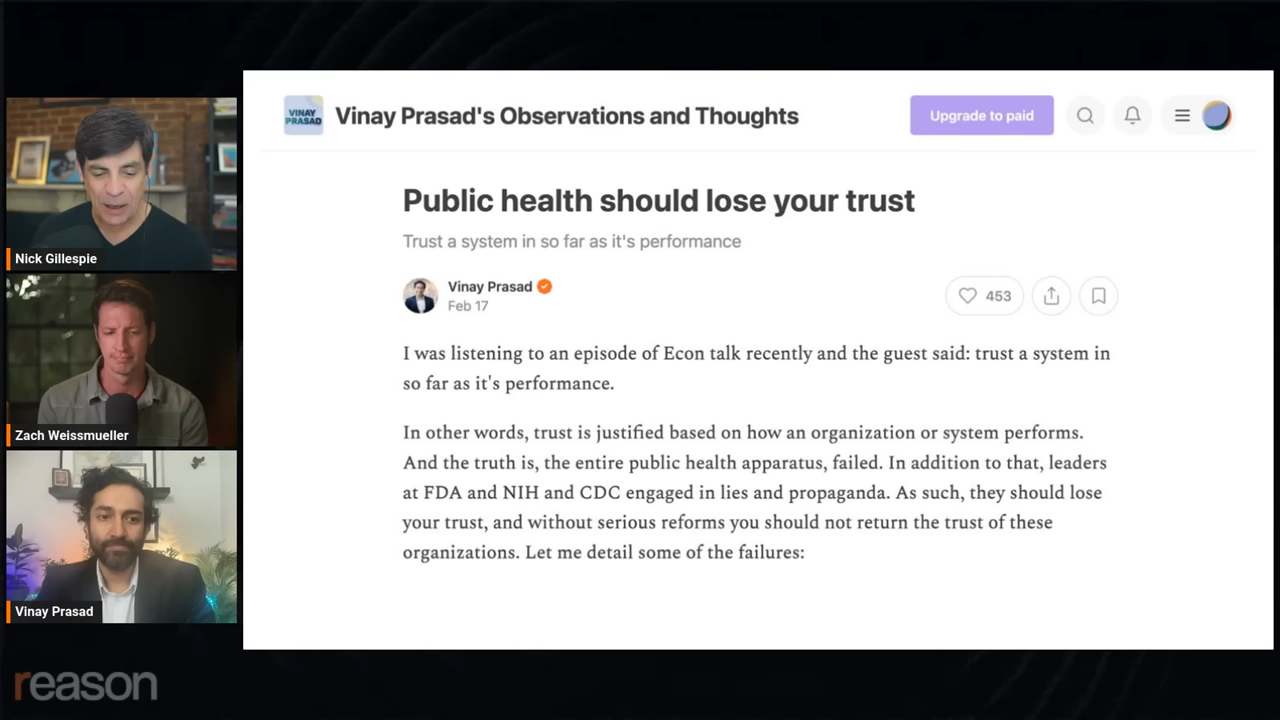 Nick Gillespie
Zach Weissmueller
Vinay Prasad
reason
VINAY
PRASAD
Vinay Prasad's Observations and Thoughts
Upgrade to paid
Public health should lose your trust
Trust a system in so far as it's performance
Vinay Prasad
Feb 17
453
I was listening to an episode of Econ talk recently and the guest said: trust a system in
so far as it's performance.
In other words, trust is justified based on how an organization or system performs.
And the truth is, the entire public health apparatus, failed. In addition to that, leaders
at FDA and NIH and CDC engaged in lies and propaganda. As such, they should lose
your trust, and without serious reforms you should not return the trust of these
organizations. Let me detail some of the failures: